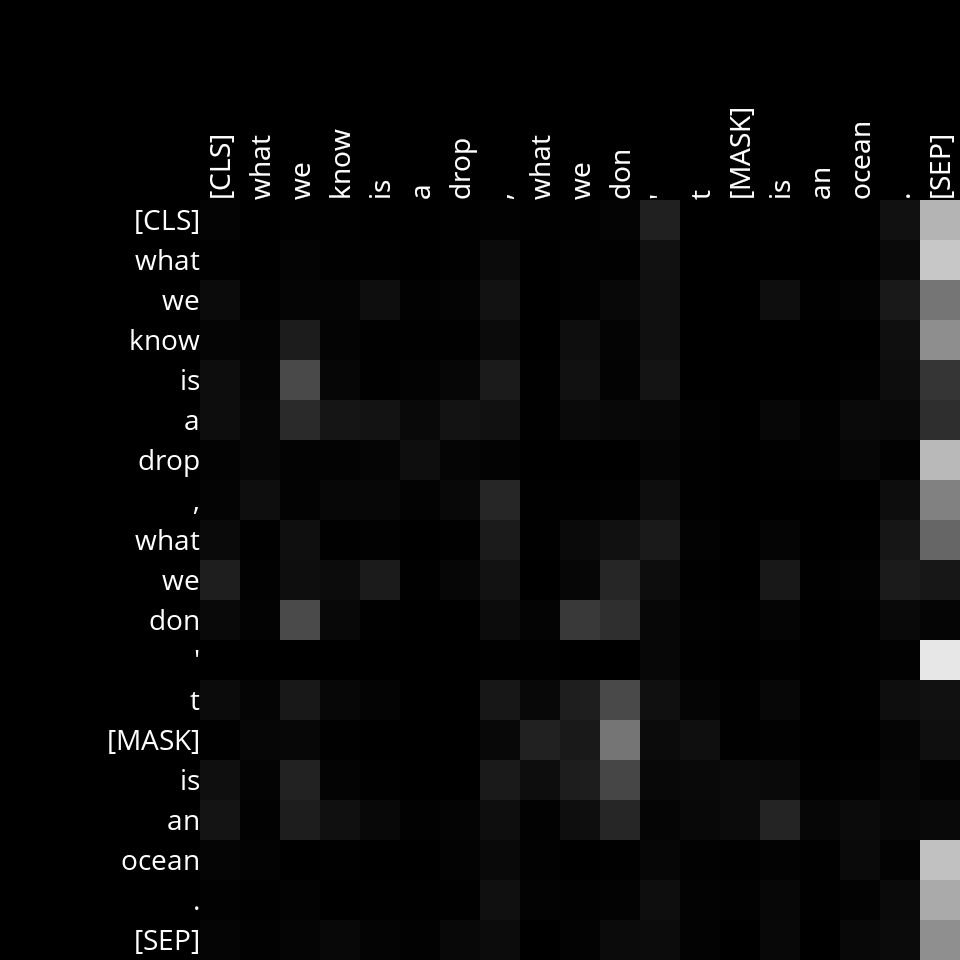 [CLS] what we know is a drop , what we don ' t [MASK] is an ocean . [SEP]
[CLS]
what
we
know
is
a
drop
,
what
we
don
'
t
[MASK]
is
an
ocean
.
[SEP]